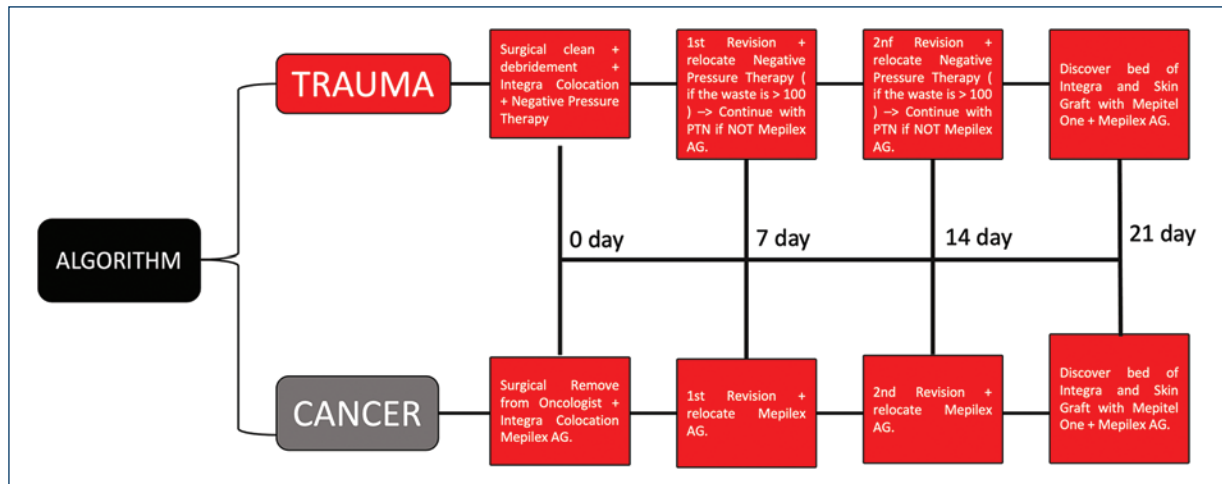 ALGORITHM
TRAUMA
Surgical clean +
debridement +
Integra Colocation
+ Negative Pressure
Therapy
1st Revision +
relocate Negative
Pressure Therapy (
if the waste is > 100
) –> Continue with
PTN if NOT Mepilex
AG.
2nf Revision +
relocate Negative
Pressure Therapy (
if the waste is > 100
) –> Continue with
PTN if NOT Mepilex
AG.
Discover bed of
Integra and Skin
Graft with Mepitel
One + Mepilex AG.
0 day
7 day
14 day
21 day
CANCER
Surgical Remove
from Oncologist +
Integra Colocation
Mepilex AG.
1st Revision +
relocate Mepilex
AG.
2nd Revision +
relocate Mepilex
AG.
Discover bed of
Integra and Skin
Graft with Mepitel
One + Mepilex AG.